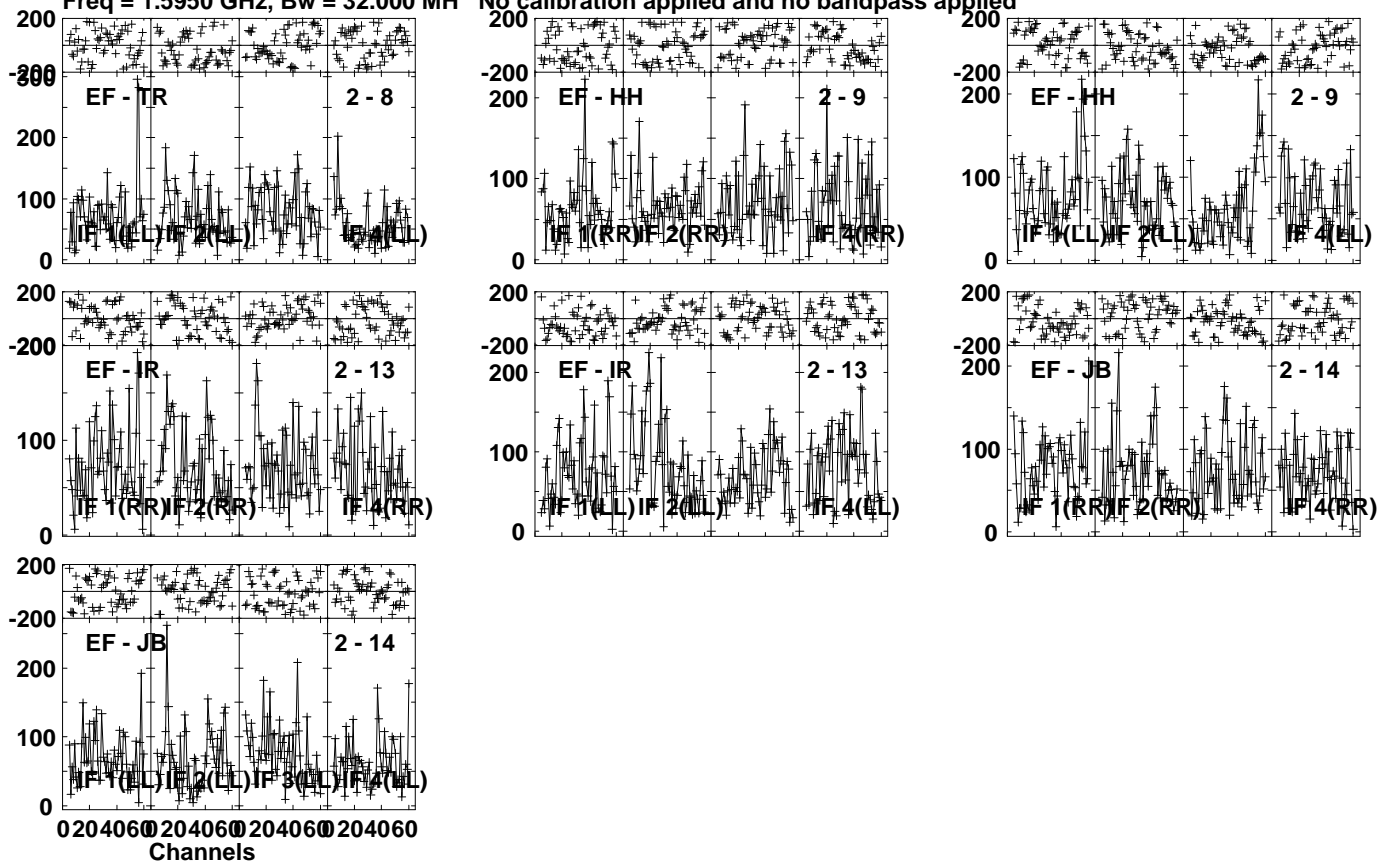 Freq = 1.5950 GHz, Bw = 32.000 MH No calibration applied and no bandpass applied
200 200 200
-200 -200 -200
300
EF - TR 2 - 8 EF - HH 2 - 9 EF - HH 2 - 9
200 200 200
100 100 100
IF 1(LL) IF 2(LL) IF 4(LL) IF 1(RR) IF 2(RR) IF 4(RR) IF 1(LL) IF 2(LL) IF 4(LL)
0 0 0
200 200 200
-200 -200 -200
200
EF - IR 2 - 13 EF - IR 2 - 13 EF - JB 2 - 14
200 200
100 100 100
IF 1(RR) IF 2(RR) IF 4(RR) IF 1(LL) IF 2(LL) IF 4(LL) IF 1(RR) IF 2(RR) IF 4(RR)
0 0 0
200
-200
EF - JB 2 - 14
200
100
IF 1(LL) IF 2(LL) IF 3(LL) IF 4(LL)
0
0 20 40 60 0 20 40 60 0 20 40 60 0 20 40 60
Channels